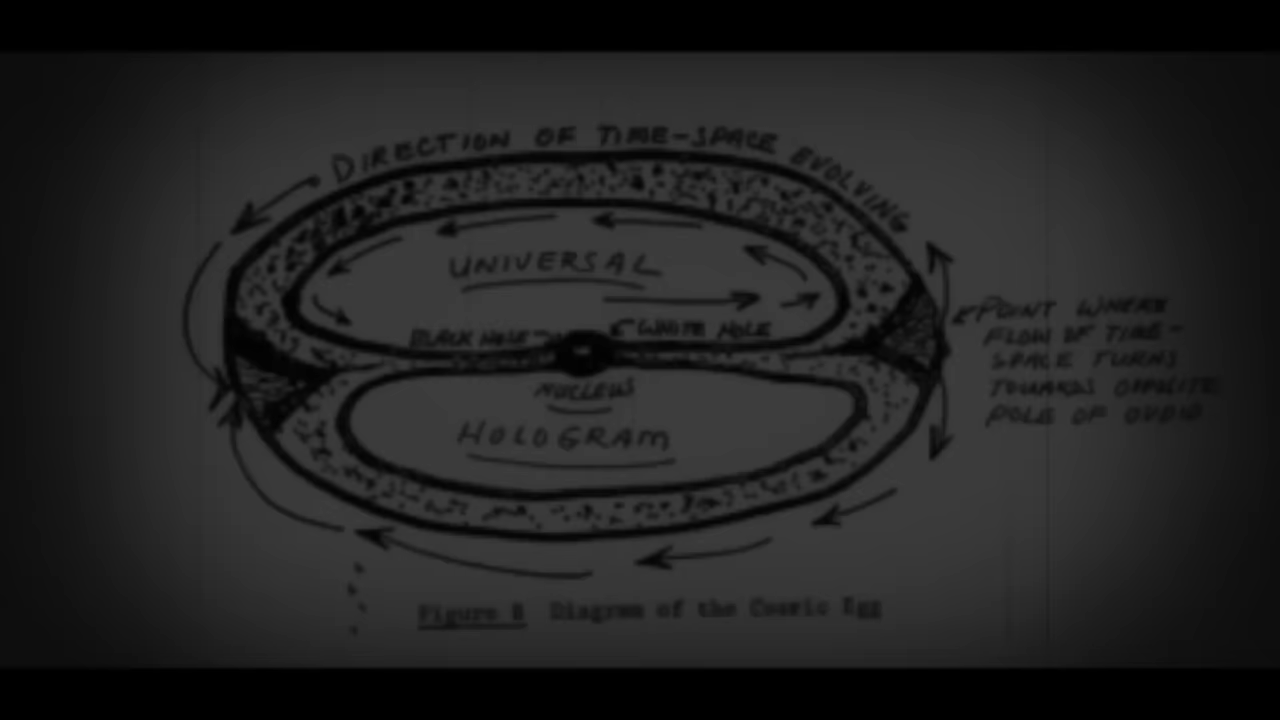 DIRECTION OF TIME-SPACE EVOLVING
UNIVERSAL
BLACK HOLE
WHITE HOLE
NUCLEUS
HOLOGRAM
POINT WHERE
FLOW OF TIME-
SPACE TURNS
TOWARDS OPPOSITE
POLE OF OVOID
Figure B Diagram of the Cosmic Egg